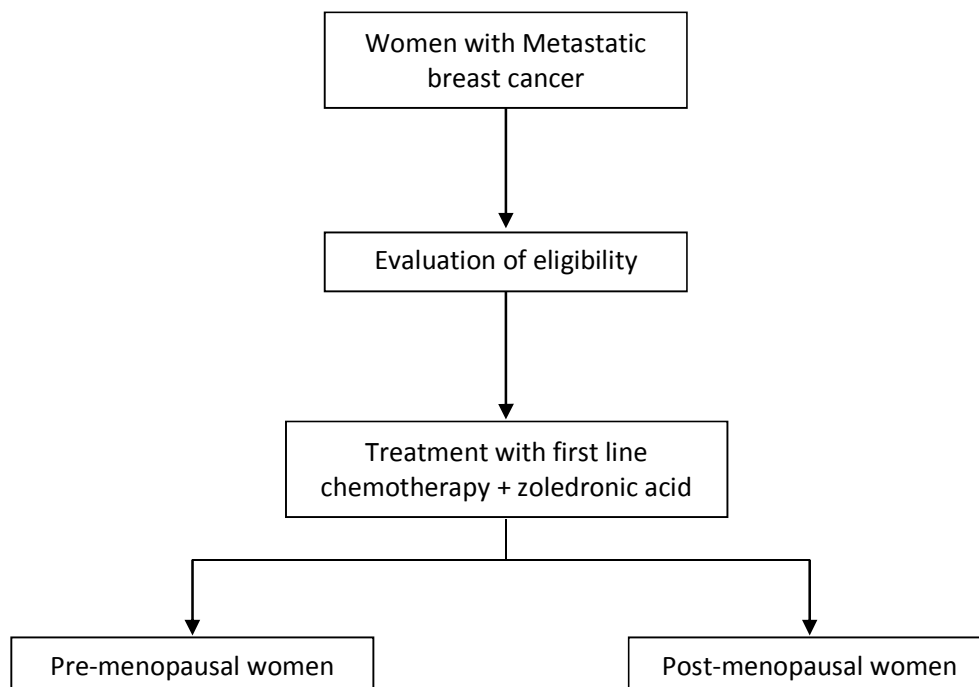 Women with Metastatic
breast cancer
Evaluation of eligibility
Treatment with first line
chemotherapy + zoledronic acid
Pre-menopausal women
Post-menopausal women